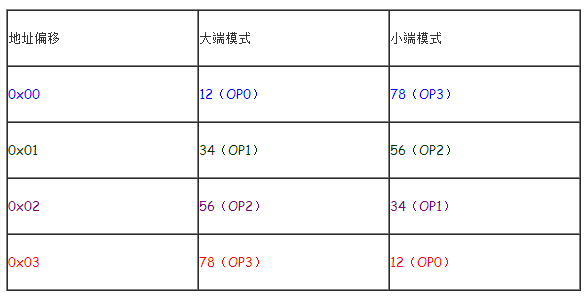 地址偏移 大端模式 小端模式
0x00 12（OP0） 78（OP3）
0x01 34（OP1） 56（OP2）
0x02 56（OP2） 34（OP1）
0x03 78（OP3） 12（OP0）